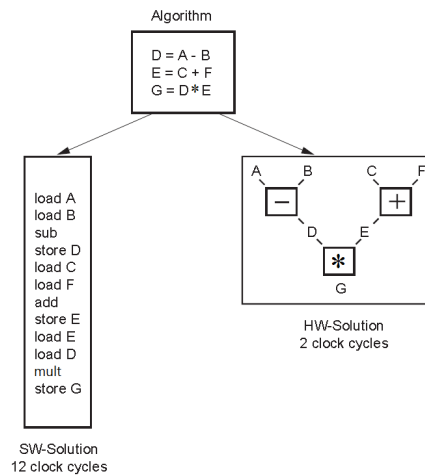 Algorithm
D = A - B
E = C + F
G = D * E
load A
load B
sub
store D
load C
load F
add
store E
load E
load D
mult
store G
SW-Solution
12 clock cycles
A B C F
− +
D E
*
G
HW-Solution
2 clock cycles